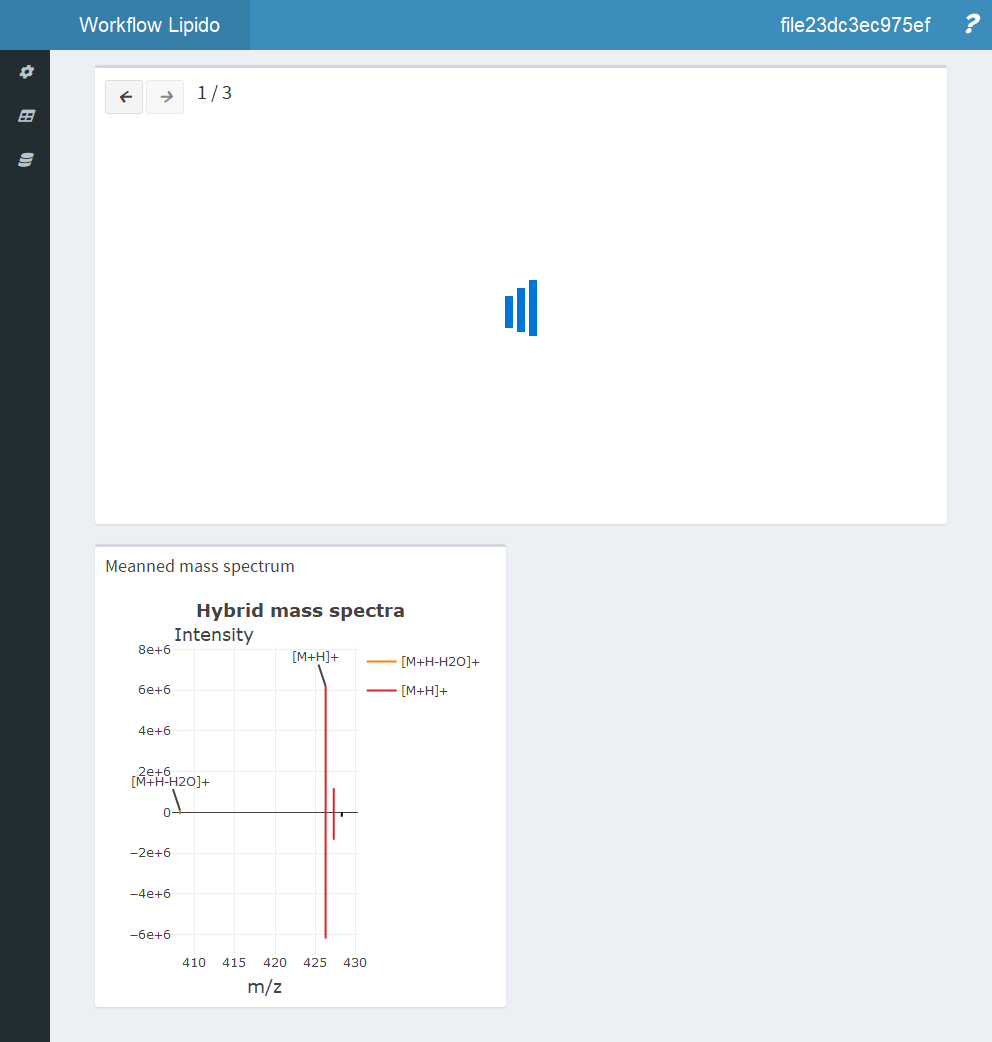 Workflow Lipido
file23dc3ec975ef
?
1 / 3
Meanned mass spectrum
Hybrid mass spectra
Intensity
8e+6
[M+H]+
[M+H-H2O]+
6e+6
[M+H]+
4e+6
2e+6
[M+H-H2O]+
0
−2e+6
−4e+6
−6e+6
410 415 420 425 430
m/z